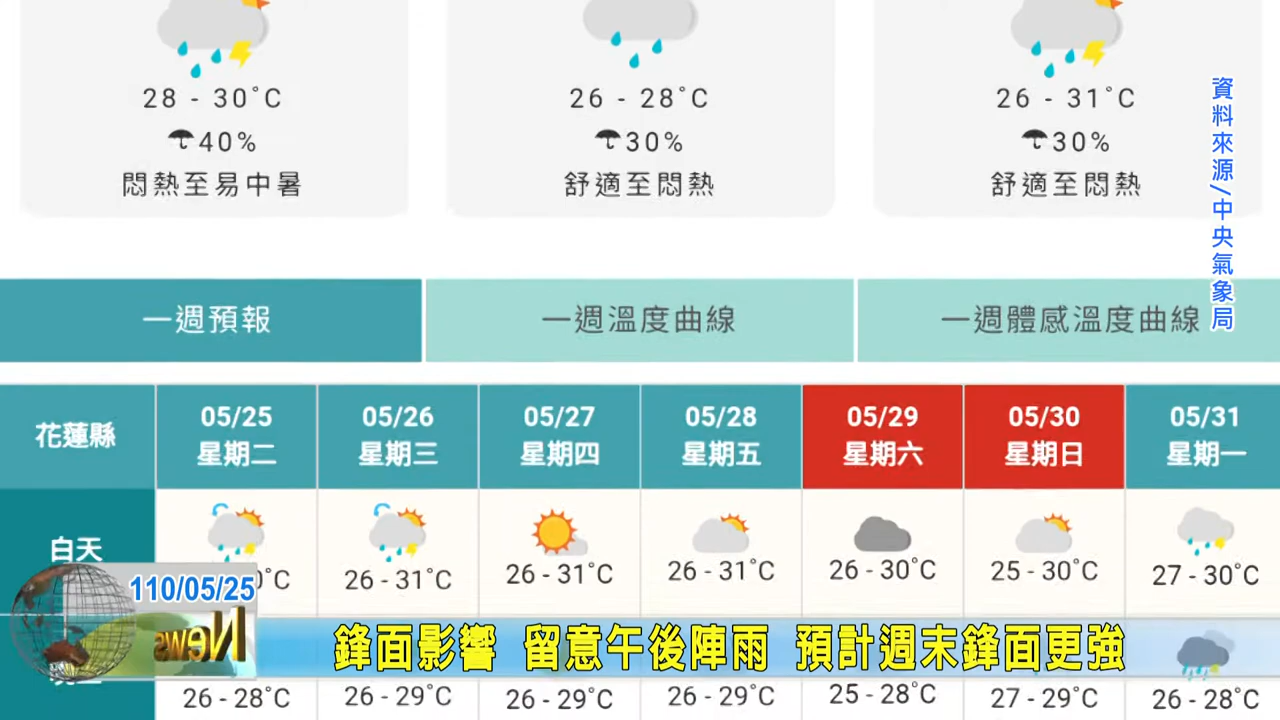 28 - 30°C
40%
悶熱至易中暑
26 - 28°C
30%
舒適至悶熱
26 - 31°C
30%
舒適至悶熱
資料來源/中央氣象局
一週預報
一週溫度曲線
一週體感溫度曲線
花蓮縣
05/25
星期二
05/26
星期三
05/27
星期四
05/28
星期五
05/29
星期六
05/30
星期日
05/31
星期一
白天
26 - 31°C
26 - 31°C
26 - 31°C
26 - 30°C
25 - 30°C
27 - 30°C
110/05/25
News
鋒面影響 留意午後陣雨 預計週末鋒面更強
26 - 28°C
26 - 29°C
26 - 29°C
26 - 29°C
25 - 28°C
27 - 29°C
26 - 28°C